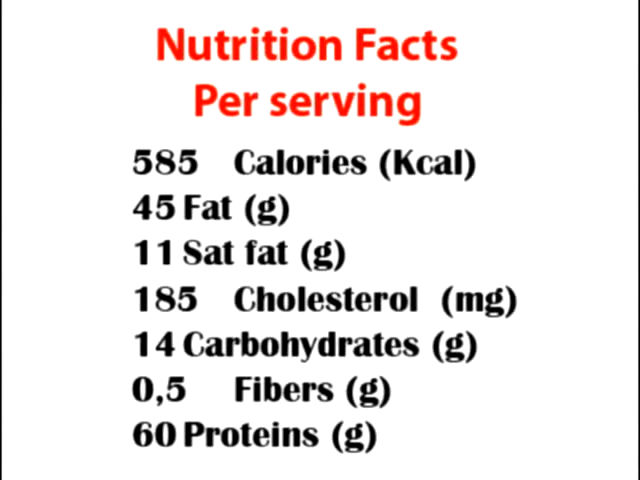 Nutrition Facts
Per serving
585 Calories (Kcal)
45 Fat (g)
11 Sat fat (g)
185 Cholesterol (mg)
14 Carbohydrates (g)
0,5 Fibers (g)
60 Proteins (g)